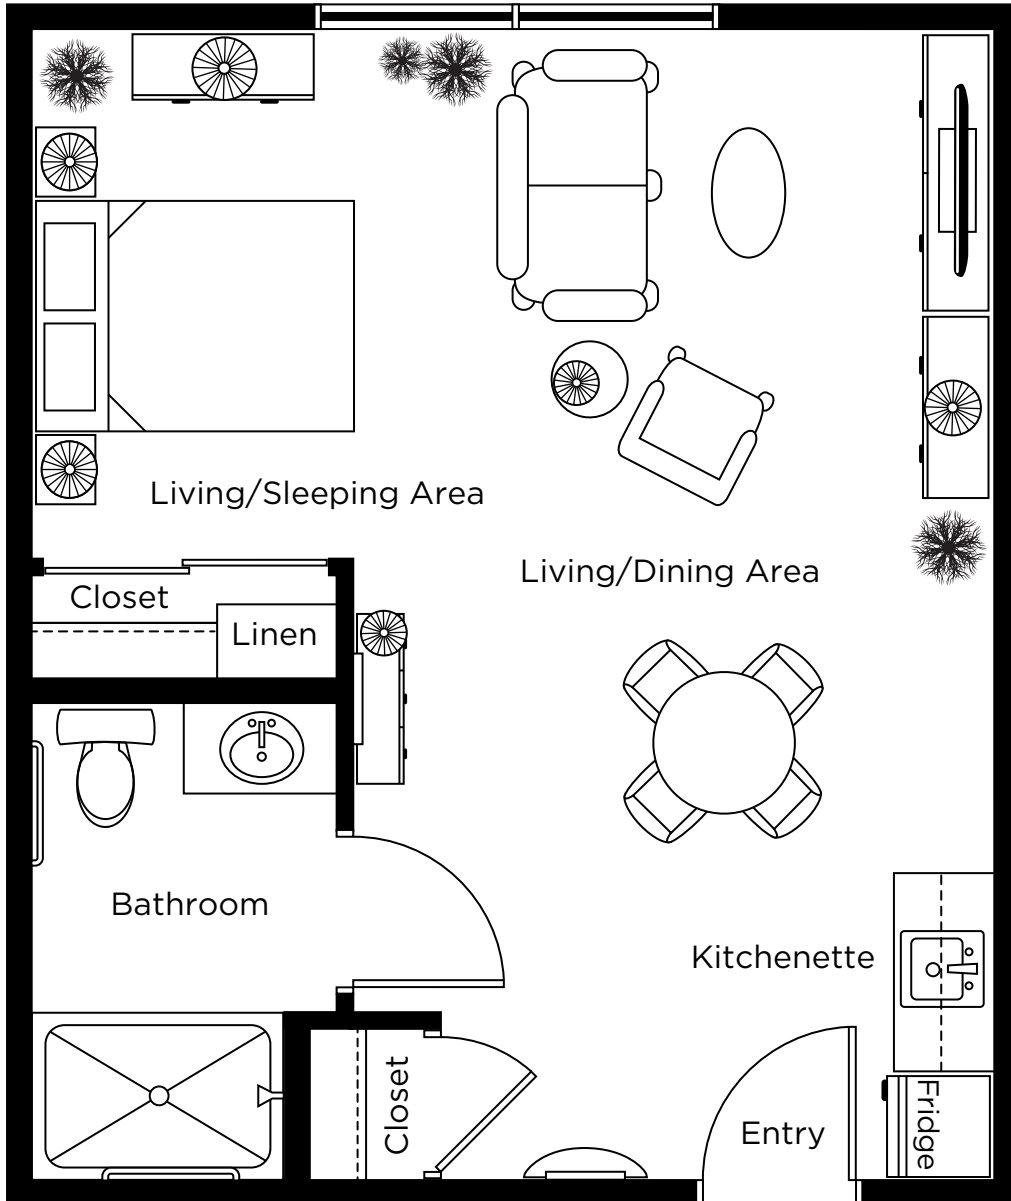 Living/Sleeping Area
Living/Dining Area
Closet
Linen
Bathroom
Kitchenette
Closet
Entry
Fridge